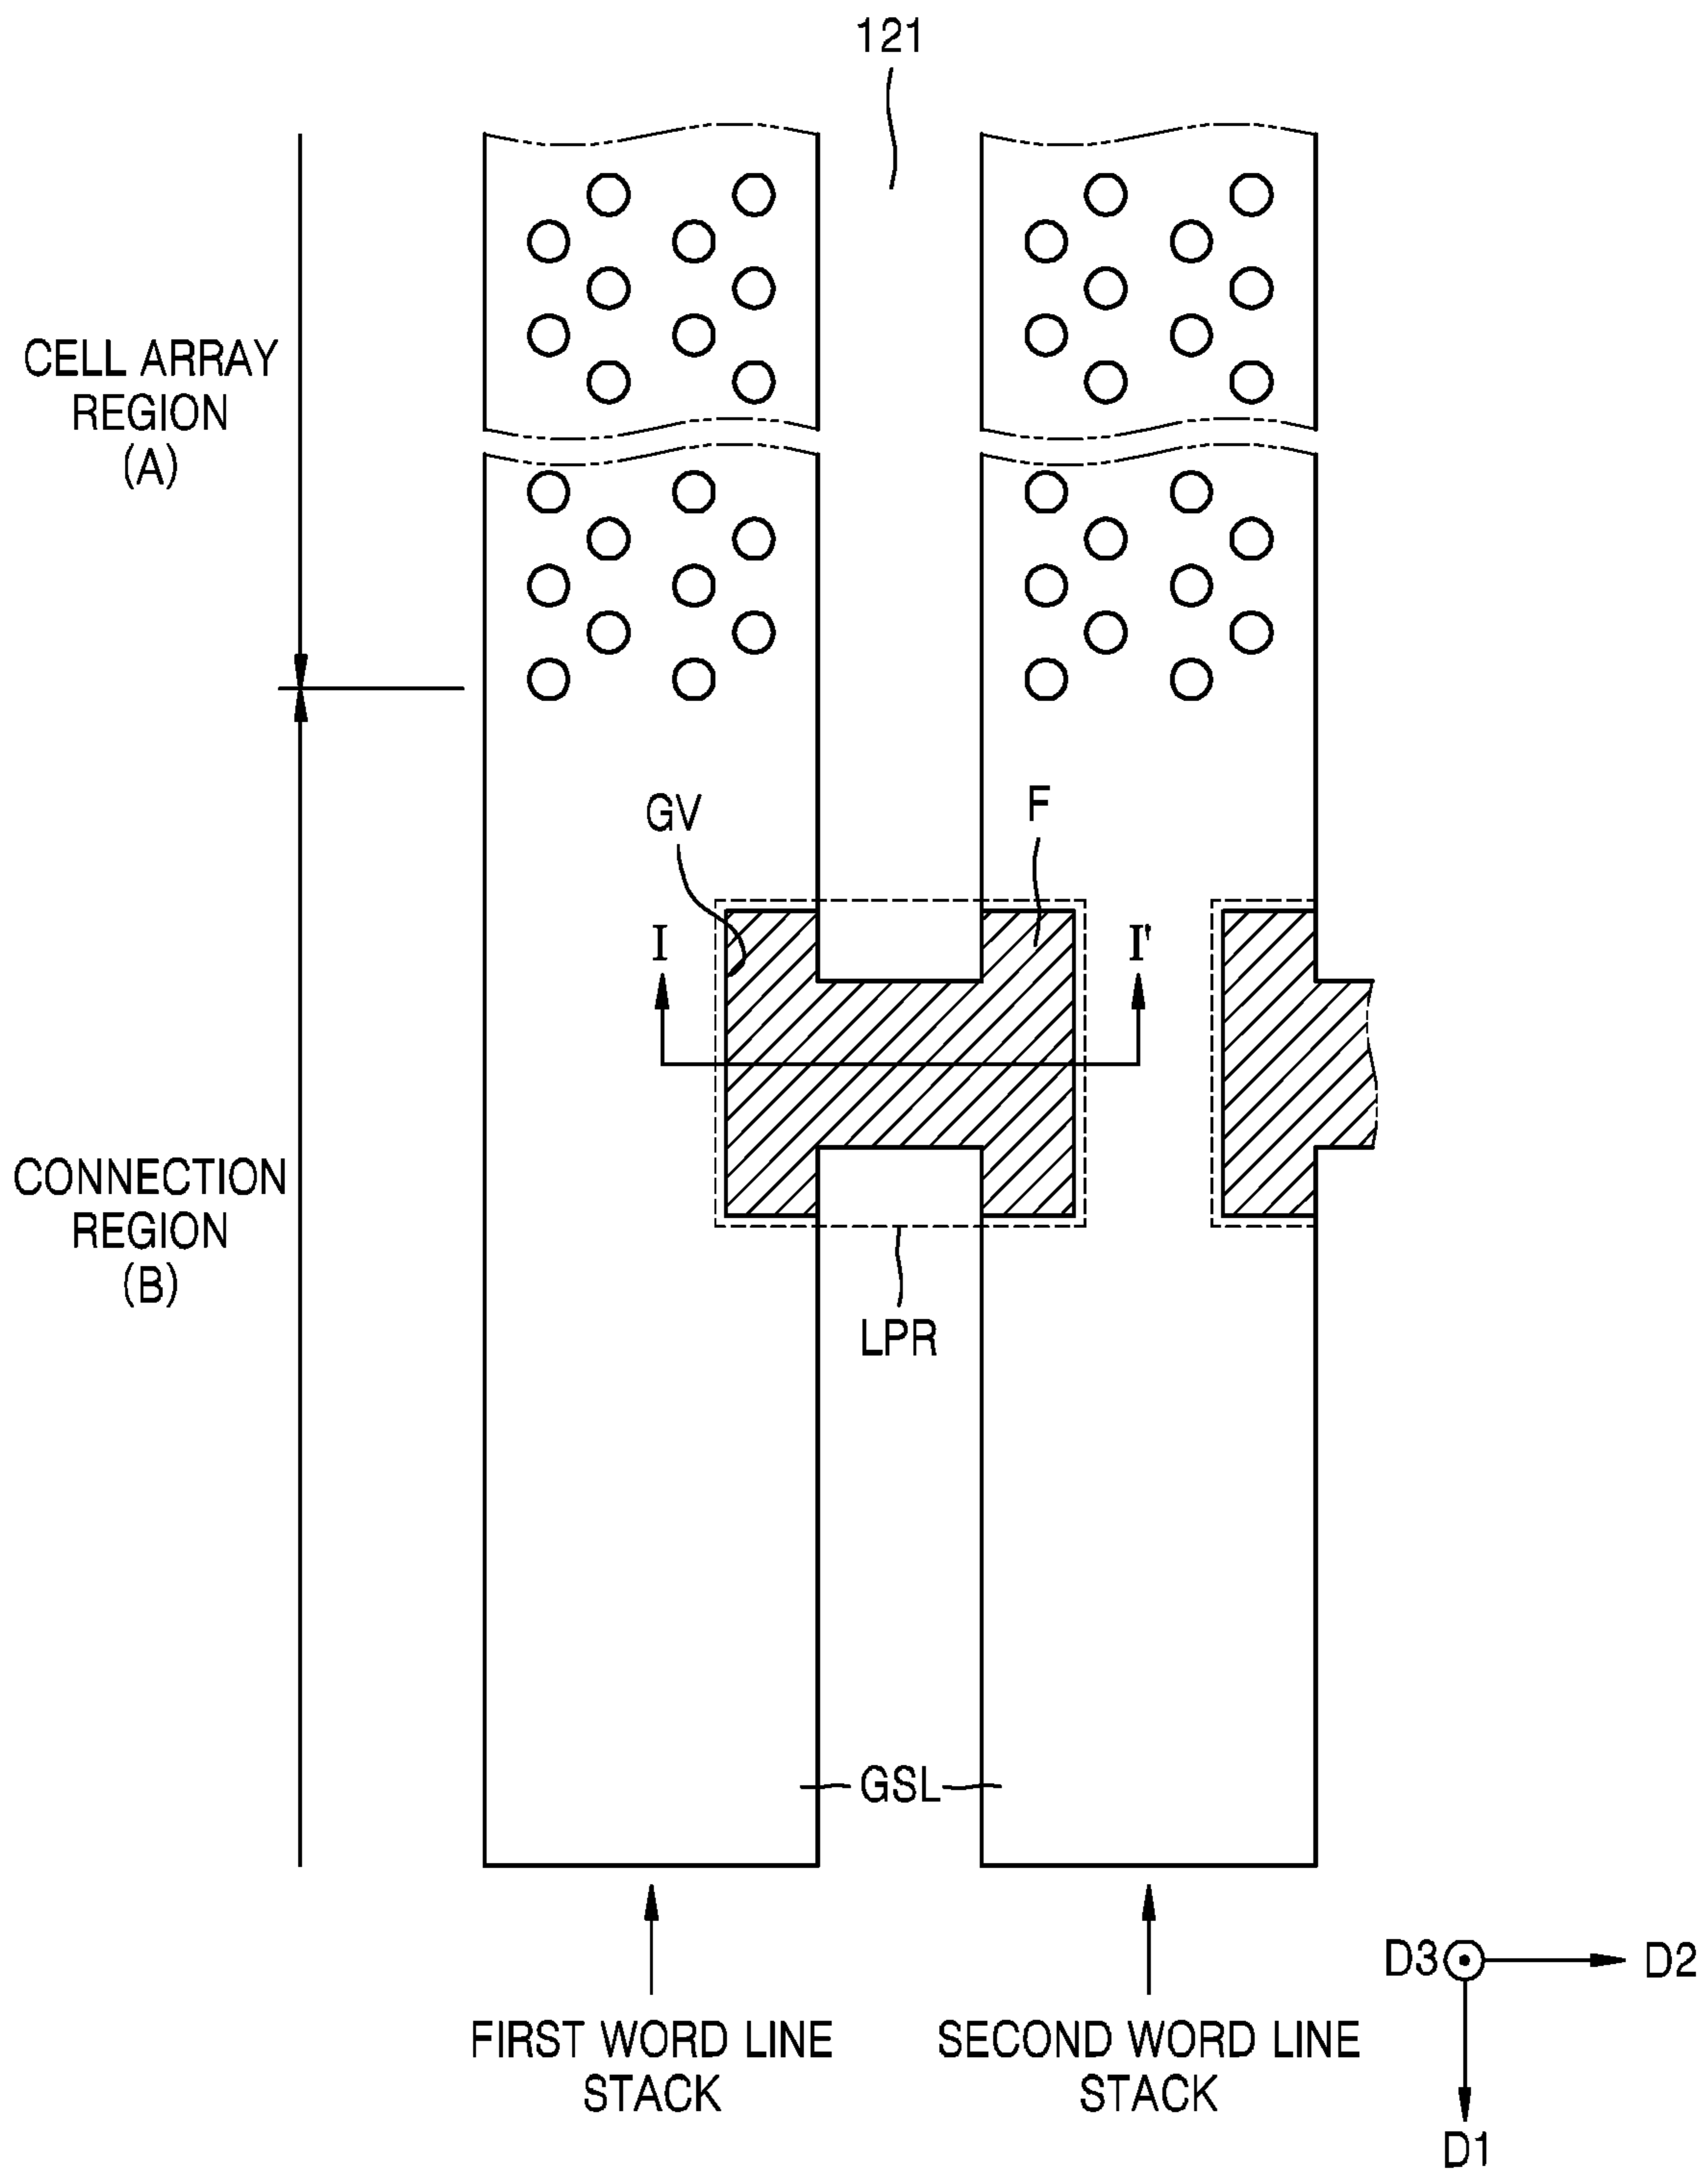 121
CELL ARRAY
REGION
(A)
GV
F
I
I'
CONNECTION
REGION
(B)
LPR
GSL
D3
D2
FIRST WORD LINE
STACK
SECOND WORD LINE
STACK
D1